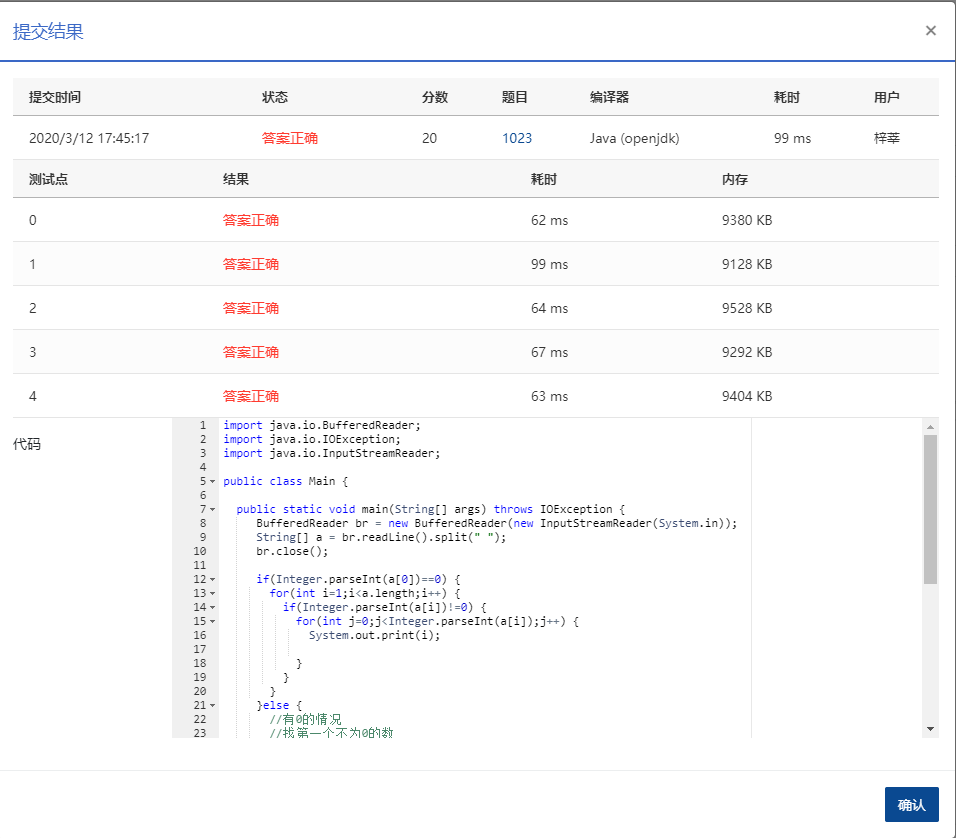 提交结果
×
提交时间 状态 分数 题目 编译器 耗时 用户
2020/3/12 17:45:17 答案正确 20 1023 Java (openjdk) 99 ms 梓莘
测试点 结果 耗时 内存
0 答案正确 62 ms 9380 KB
1 答案正确 99 ms 9128 KB
2 答案正确 64 ms 9528 KB
3 答案正确 67 ms 9292 KB
4 答案正确 63 ms 9404 KB
代码
1 import java.io.BufferedReader;
2 import java.io.IOException;
3 import java.io.InputStreamReader;
4
5 public class Main {
6
7 public static void main(String[] args) throws IOException {
8 BufferedReader br = new BufferedReader(new InputStreamReader(System.in));
9 String[] a = br.readLine().split(" ");
10 br.close();
11
12 if(Integer.parseInt(a[0])==0) {
13 for(int i=1;i<a.length;i++) {
14 if(Integer.parseInt(a[i])!=0) {
15 for(int j=0;j<Integer.parseInt(a[i]);j++) {
16 System.out.print(i);
17
18 }
19 }
20 }
21 }else {
22 //有0的情况
23 //找第一个不为0的数
确认